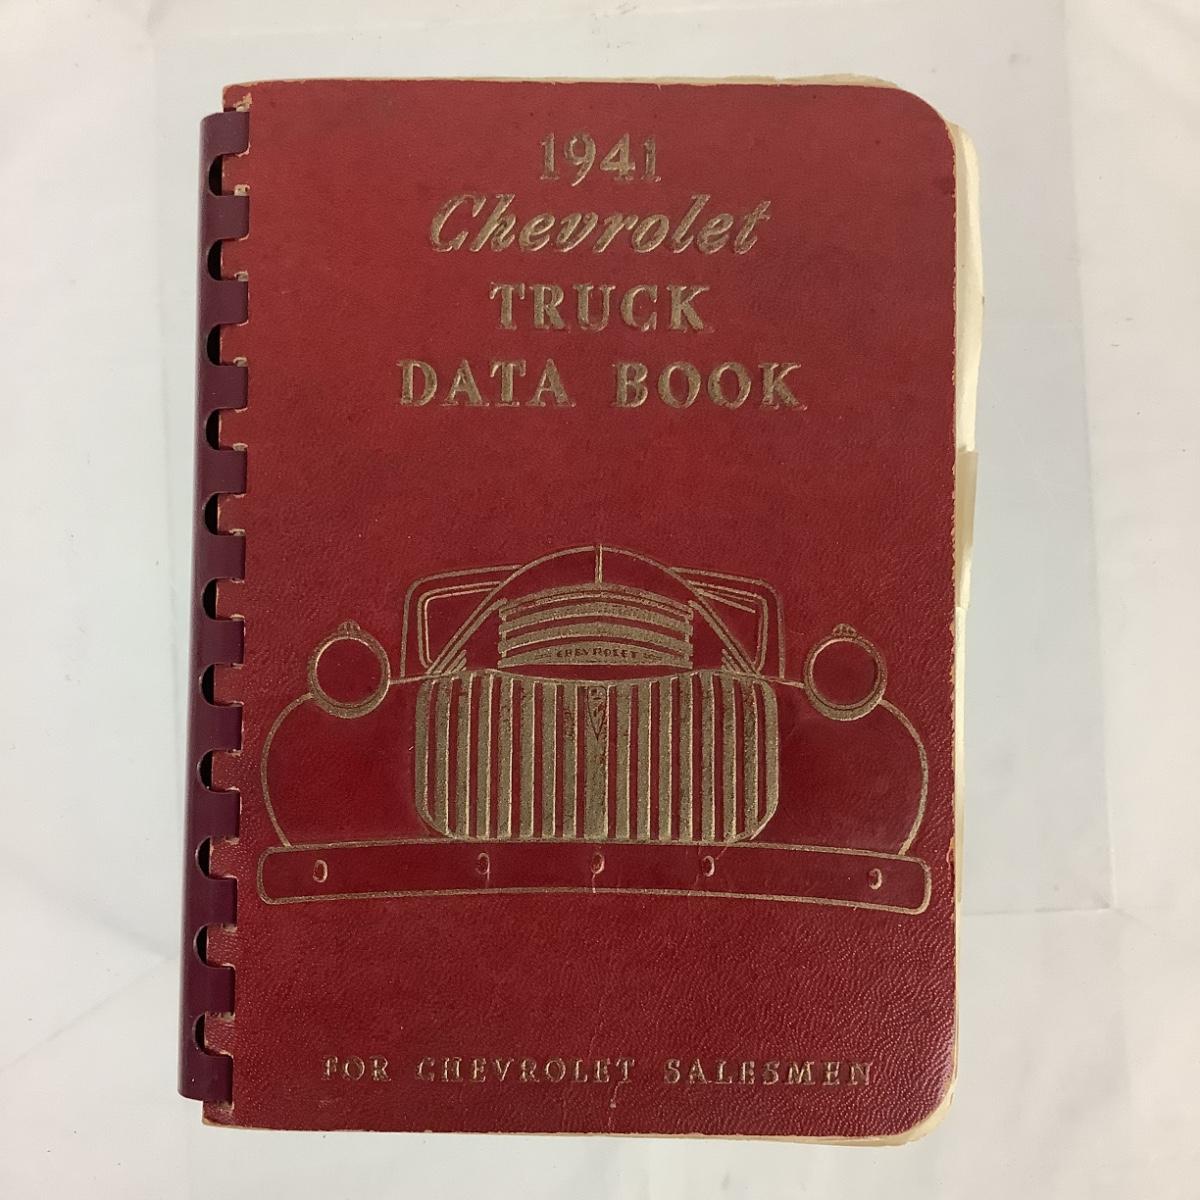 1941
Chevrolet
TRUCK
DATA BOOK
CHEVROLET
FOR CHEVROLET SALESMEN